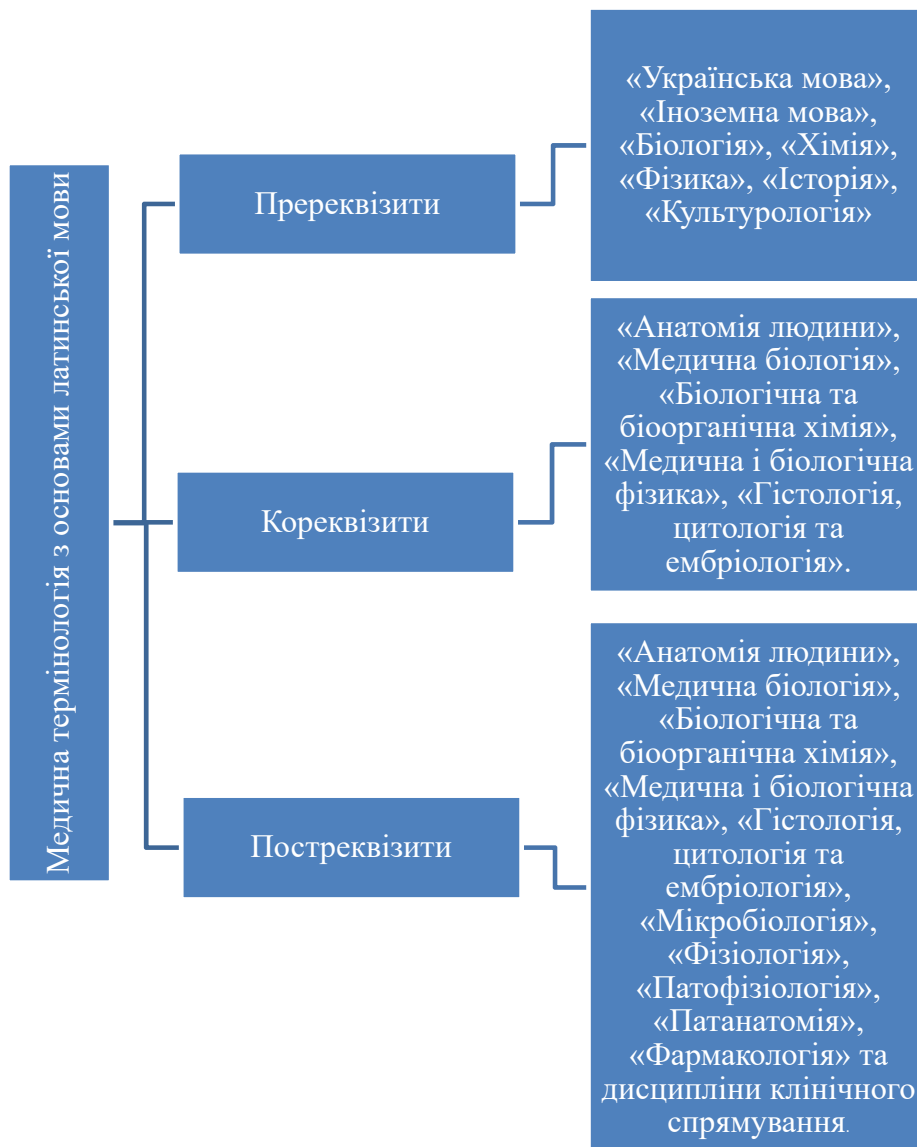 Медична термінологія з основами латинської мови
Пререквізити
«Українська мова»,
«Іноземна мова»,
«Біологія», «Хімія»,
«Фізика», «Історія»,
«Культурологія»
Кореквізити
«Анатомія людини»,
«Медична біологія»,
«Біологічна та
біоорганічна хімія»,
«Медична і біологічна
фізика», «Гістологія,
цитологія та
ембріологія».
Постреквізити
«Анатомія людини»,
«Медична біологія»,
«Біологічна та
біоорганічна хімія»,
«Медична і біологічна
фізика», «Гістологія,
цитологія та
ембріологія»,
«Мікробіологія»,
«Фізіологія»,
«Патофізіологія»,
«Патанатомія»,
«Фармакологія» та
дисципліни клінічного
спрямування.